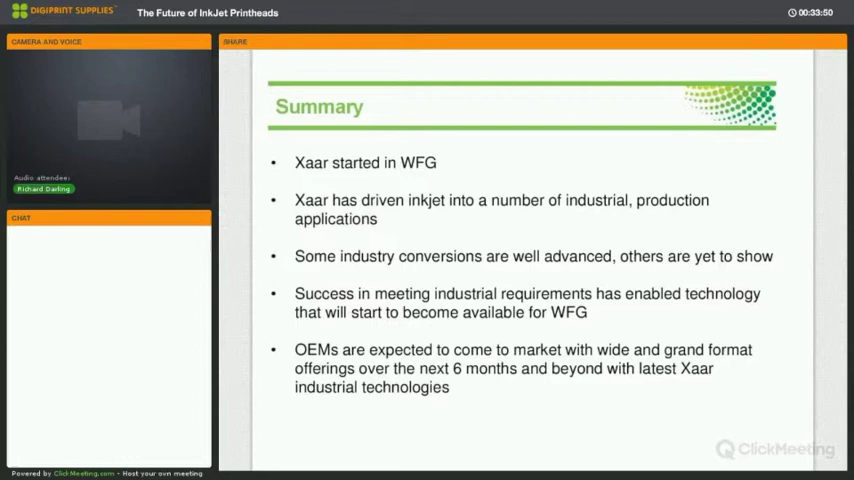 DIGIPRINT SUPPLIES
The Future of InkJet Printheads
00:33:50
CAMERA AND VOICE
Audio attendee:
Richard Darling
CHAT
SHARE
Summary
• Xaar started in WFG
• Xaar has driven inkjet into a number of industrial, production
applications
• Some industry conversions are well advanced, others are yet to show
• Success in meeting industrial requirements has enabled technology
that will start to become available for WFG
• OEMs are expected to come to market with wide and grand format
offerings over the next 6 months and beyond with latest Xaar
industrial technologies
ClickMeeting
Powered by ClickMeeting.com - Host your own meeting